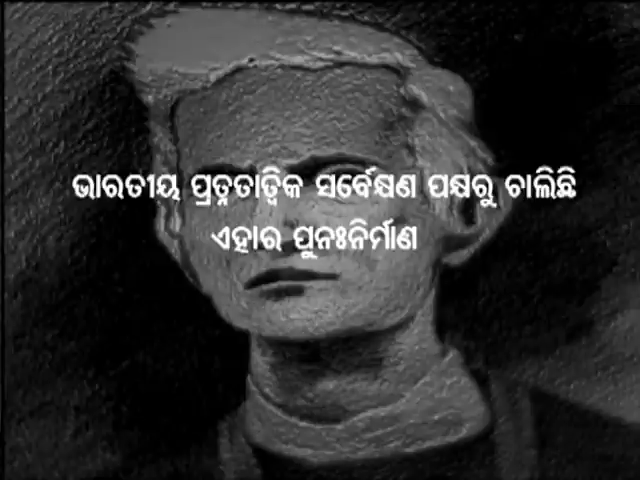 ଭାରତୀୟ ପ୍ରତ୍ନତାତ୍ତ୍ୱିକ ସର୍ବେକ୍ଷଣ ପକ୍ଷରୁ ଚାଲିଛି
ଏହାର ପୁନଃନିର୍ମାଣ